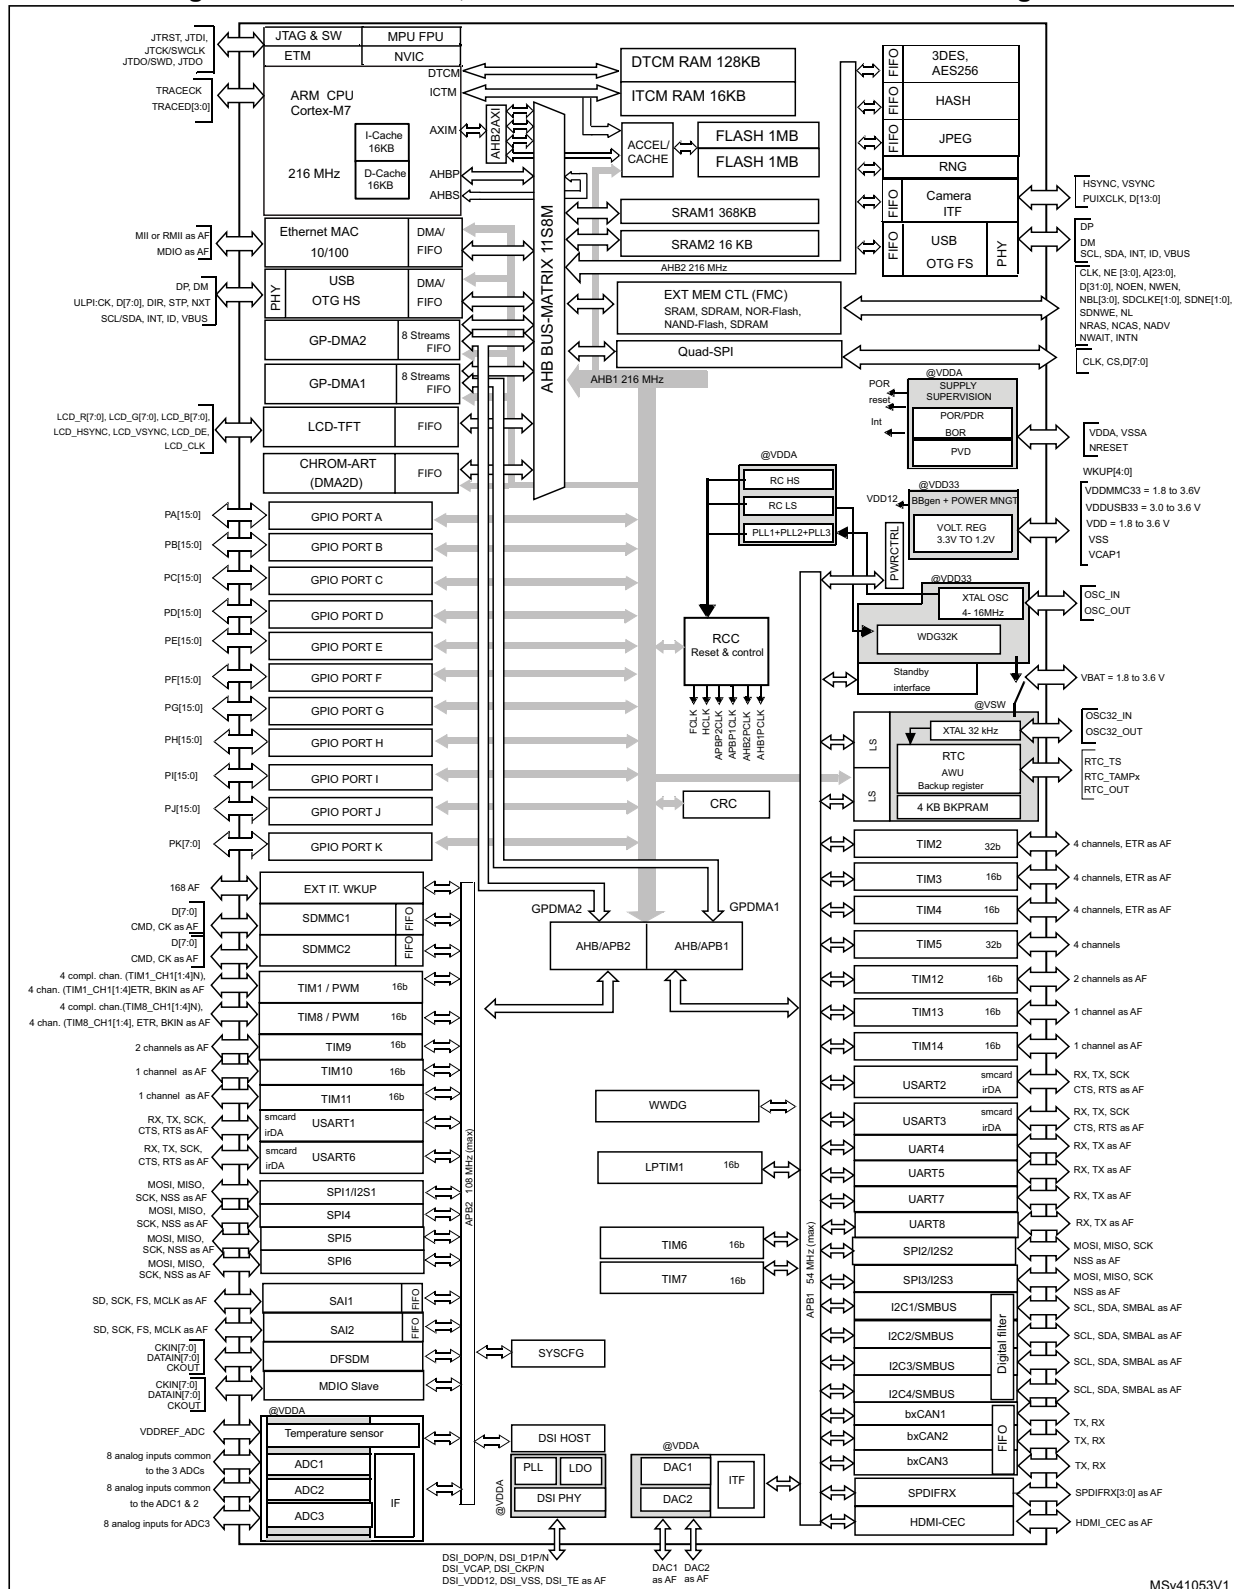 JTRST, JTDI,
JTCK/SWCLK
JTDO/SWD, JTDO
TRACECK
TRACED[3:0]
JTAG & SW
MPU FPU
ETM
NVIC
DTCM
ICTM
ARM CPU
Cortex-M7
AXIM
I-Cache
16KB
D-Cache
16KB
216 MHz
AHBP
AHBS
AHB2AXI
DTCM RAM 128KB
ITCM RAM 16KB
ACCEL/
CACHE
FLASH 1MB
FLASH 1MB
SRAM1 368KB
SRAM2 16 KB
AHB2 216 MHz
EXT MEM CTL (FMC)
SRAM, SDRAM, NOR-Flash,
NAND-Flash, SDRAM
Quad-SPI
AHB1 216 MHz
AHB BUS-MATRIX 11S8M
FIFO
3DES,
AES256
FIFO
HASH
FIFO
JPEG
RNG
FIFO
Camera
ITF
FIFO
USB
OTG FS
PHY
HSYNC, VSYNC
PUIXCLK, D[13:0]
DP
DM
SCL, SDA, INT, ID, VBUS
CLK, NE [3:0], A[23:0],
D[31:0], NOEN, NWEN,
NBL[3:0], SDCLKE[1:0], SDNE[1:0],
SDNWE, NL
NRAS, NCAS, NADV
NWAIT, INTN
CLK, CS,D[7:0]
MII or RMII as AF
MDIO as AF
Ethernet MAC
10/100
DMA/
FIFO
DP, DM
ULPI:CK, D[7:0], DIR, STP, NXT
SCL/SDA, INT, ID, VBUS
PHY
USB
OTG HS
DMA/
FIFO
GP-DMA2
8 Streams
FIFO
GP-DMA1
8 Streams
FIFO
LCD_R[7:0], LCD_G[7:0], LCD_B[7:0],
LCD_HSYNC, LCD_VSYNC, LCD_DE,
LCD_CLK
LCD-TFT
FIFO
CHROM-ART
(DMA2D)
FIFO
@VDDA
POR
reset
Int
SUPPLY
SUPERVISION
POR/PDR
BOR
PVD
VDDA, VSSA
NRESET
WKUP[4:0]
@VDDA
RC HS
RC LS
PLL1+PLL2+PLL3
@VDD33
VDD12
BBgen + POWER MNGT
VOLT. REG
3.3V TO 1.2V
VDDMMC33 = 1.8 to 3.6V
VDDUSB33 = 3.0 to 3.6 V
VDD = 1.8 to 3.6 V
VSS
VCAP1
PWRCTRL
@VDD33
XTAL OSC
4- 16MHz
OSC_IN
OSC_OUT
WDG32K
Standby
interface
VBAT = 1.8 to 3.6 V
@VSW
LS
LS
XTAL 32 kHz
RTC
AWU
Backup register
4 KB BKPRAM
OSC32_IN
OSC32_OUT
RTC_TS
RTC_TAMPx
RTC_OUT
RCC
Reset & control
FCLK
HCLK
APBP2CLK
APBP1CLK
AHB2PCLK
AHB1PCLK
CRC
PA[15:0]
GPIO PORT A
PB[15:0]
GPIO PORT B
PC[15:0]
GPIO PORT C
PD[15:0]
GPIO PORT D
PE[15:0]
GPIO PORT E
PF[15:0]
GPIO PORT F
PG[15:0]
GPIO PORT G
PH[15:0]
GPIO PORT H
PI[15:0]
GPIO PORT I
PJ[15:0]
GPIO PORT J
PK[7:0]
GPIO PORT K
GPDMA2
GPDMA1
AHB/APB2
AHB/APB1
168 AF
EXT IT. WKUP
D[7:0]
CMD, CK as AF
SDMMC1
FIFO
D[7:0]
CMD, CK as AF
SDMMC2
FIFO
4 compl. chan. (TIM1_CH1[1:4]N),
4 chan. (TIM1_CH1[1:4]ETR, BKIN as AF
TIM1 / PWM
16b
4 compl. chan.(TIM8_CH1[1:4]N),
4 chan. (TIM8_CH1[1:4], ETR, BKIN as AF
TIM8 / PWM
16b
2 channels as AF
TIM9
16b
1 channel as AF
TIM10
16b
1 channel as AF
TIM11
16b
RX, TX, SCK,
CTS, RTS as AF
smcard
irDA
USART1
RX, TX, SCK,
CTS, RTS as AF
smcard
irDA
USART6
MOSI, MISO,
SCK, NSS as AF
SPI1/I2S1
MOSI, MISO,
SCK, NSS as AF
SPI4
MOSI, MISO,
SCK, NSS as AF
SPI5
MOSI, MISO,
SCK, NSS as AF
SPI6
SD, SCK, FS, MCLK as AF
SAI1
FIFO
SD, SCK, FS, MCLK as AF
SAI2
FIFO
CKIN[7:0]
DATAIN[7:0]
CKOUT
DFSDM
CKIN[7:0]
DATAIN[7:0]
CKOUT
MDIO Slave
APB2 108 MHz (max)
@VDDA
VDDREF_ADC
Temperature sensor
8 analog inputs common
to the 3 ADCs
ADC1
8 analog inputs common
to the ADC1 & 2
ADC2
8 analog inputs for ADC3
ADC3
IF
WWDG
LPTIM1
16b
TIM6
16b
TIM7
16b
SYSCFG
DSI HOST
@VDDA
PLL
LDO
DSI PHY
DSI_DOP/N, DSI_D1P/N
DSI_VCAP, DSI_CKP/N
DSI_VDD12, DSI_VSS, DSI_TE as AF
@VDDA
DAC1
DAC2
ITF
DAC1
as AF
DAC2
as AF
APB1 54 MHz (max)
TIM2
32b
4 channels, ETR as AF
TIM3
16b
4 channels, ETR as AF
TIM4
16b
4 channels, ETR as AF
TIM5
32b
4 channels
TIM12
16b
2 channels as AF
TIM13
16b
1 channel as AF
TIM14
16b
1 channel as AF
USART2
smcard
irDA
RX, TX, SCK
CTS, RTS as AF
USART3
smcard
irDA
RX, TX, SCK
CTS, RTS as AF
UART4
RX, TX as AF
UART5
RX, TX as AF
UART7
RX, TX as AF
UART8
RX, TX as AF
SPI2/I2S2
MOSI, MISO, SCK
NSS as AF
SPI3/I2S3
MOSI, MISO, SCK
NSS as AF
I2C1/SMBUS
SCL, SDA, SMBAL as AF
I2C2/SMBUS
SCL, SDA, SMBAL as AF
I2C3/SMBUS
SCL, SDA, SMBAL as AF
I2C4/SMBUS
SCL, SDA, SMBAL as AF
Digital filter
bxCAN1
TX, RX
bxCAN2
TX, RX
bxCAN3
TX, RX
FIFO
SPDIFRX
SPDIFRX[3:0] as AF
HDMI-CEC
HDMI_CEC as AF
MSv41053V1